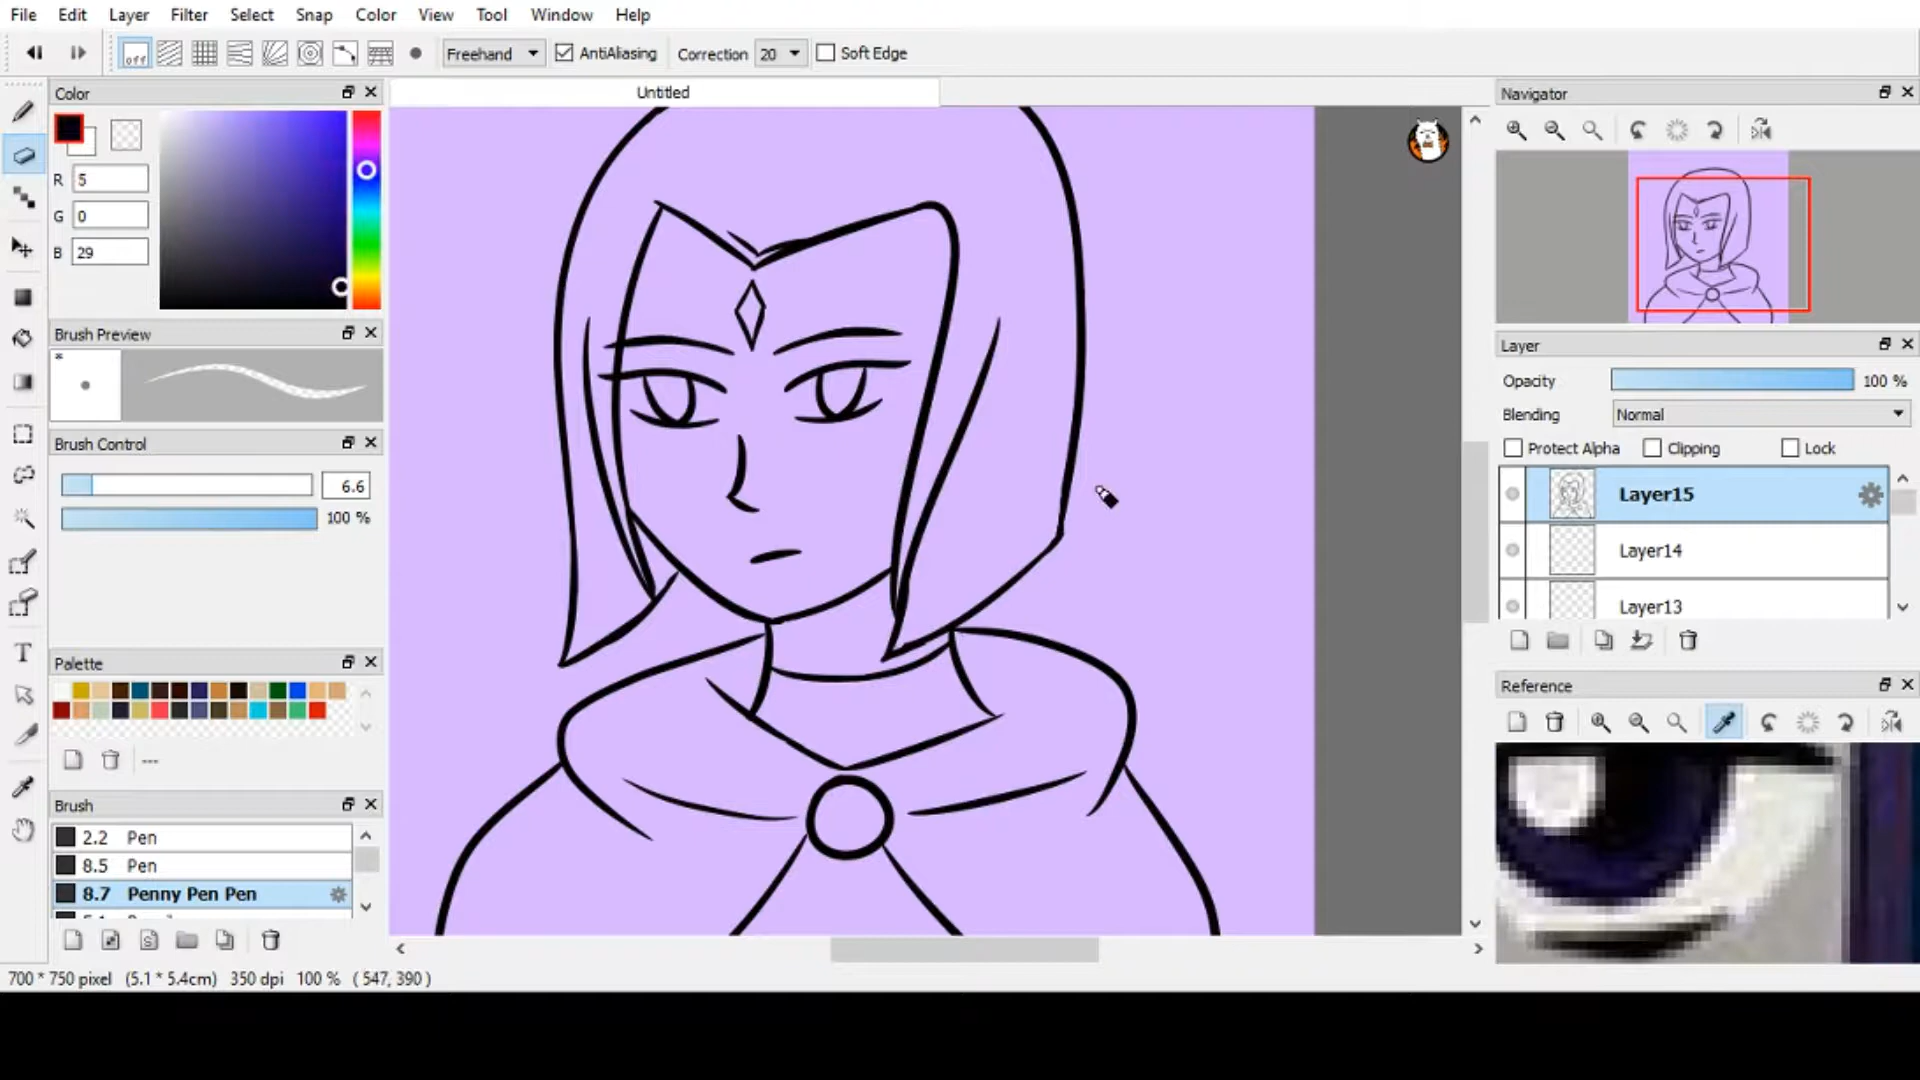 File Edit Layer Filter Select Snap Color View Tool Window Help
off Freehand AntiAliasing Correction 20 Soft Edge
Color
Untitled
Navigator
R 5
G 0
B 29
Brush Preview
*
Layer
Opacity 100 %
Blending Normal
Brush Control
Protect Alpha Clipping Lock
6.6
Layer15
100 %
Layer14
Layer13
Palette
Reference
---
Brush
2.2 Pen
8.5 Pen
8.7 Penny Pen Pen
700 * 750 pixel (5.1 * 5.4cm) 350 dpi 100 % ( 547, 390 )